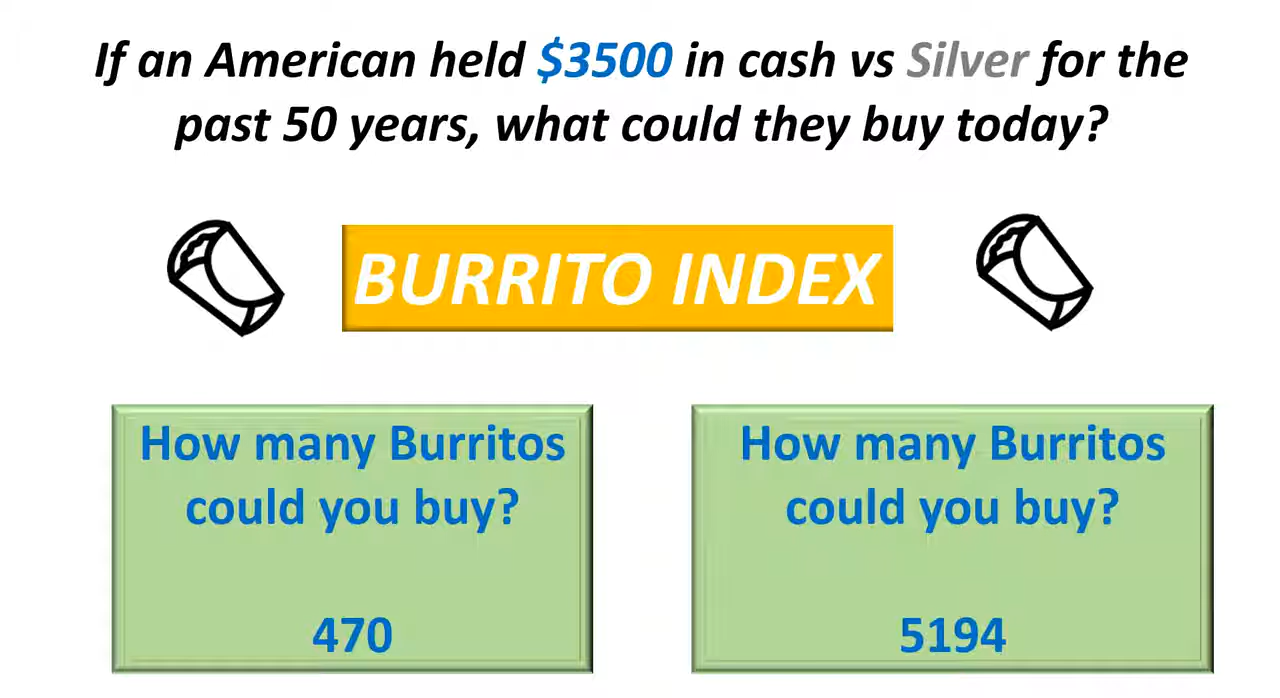 If an American held $3500 in cash vs Silver for the
past 50 years, what could they buy today?
BURRITO INDEX
How many Burritos
could you buy?
470
How many Burritos
could you buy?
5194